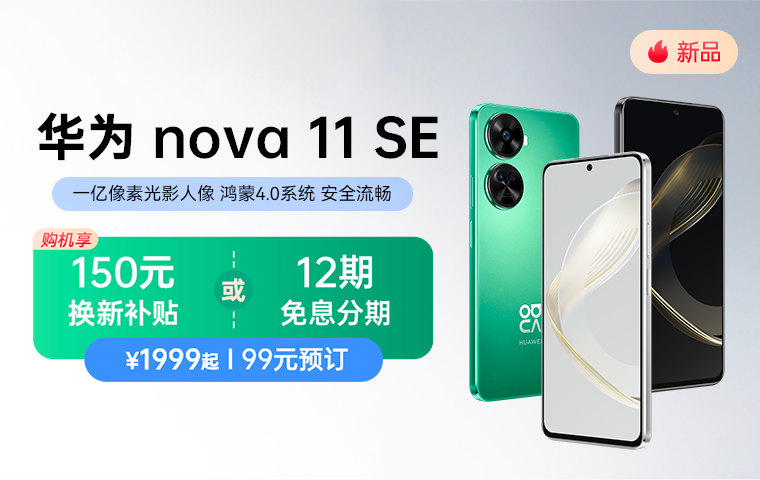 新品
华为 nova 11 SE
一亿像素光影人像 鸿蒙4.0系统 安全流畅
购机享
150元
换新补贴
或
12期
免息分期
¥1999起 | 99元预订
HUAWEI